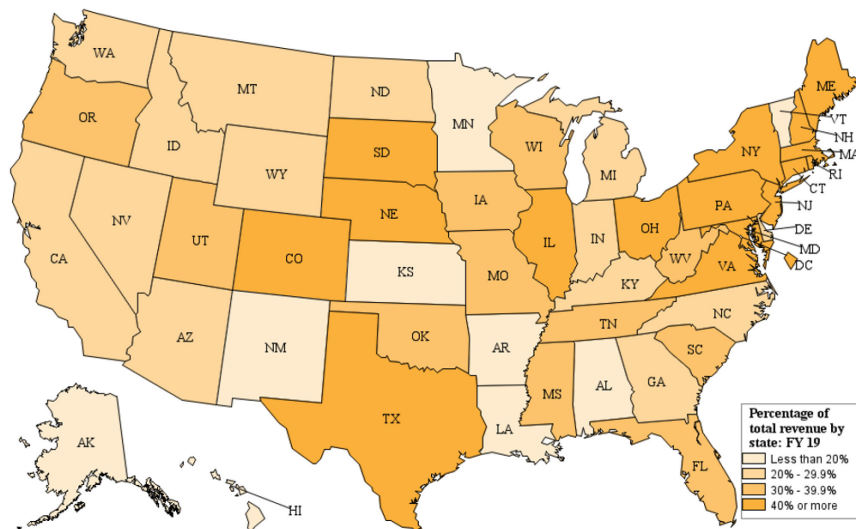 WA
MT
ND
MN
ME
VT
NH
OR
ID
SD
WI
NY
MA
RI
WY
MI
CT
IA
PA
NJ
NE
NV
UT
IL
IN
OH
DE
MD
CO
WV
VA
DC
CA
KS
MO
KY
NC
TN
AZ
OK
NM
AR
SC
MS
AL
GA
TX
LA
AK
FL
HI
Percentage of
total revenue by
state: FY 19
Less than 20%
20% - 29.9%
30% - 39.9%
40% or more